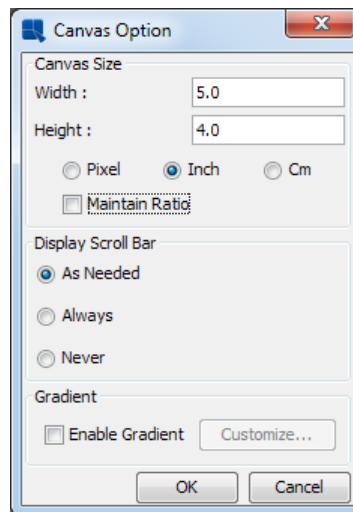 Canvas Option
Canvas Size
Width : 5.0
Height : 4.0
Pixel Inch Cm
Maintain Ratio
Display Scroll Bar
As Needed
Always
Never
Gradient
Enable Gradient Customize...
OK Cancel